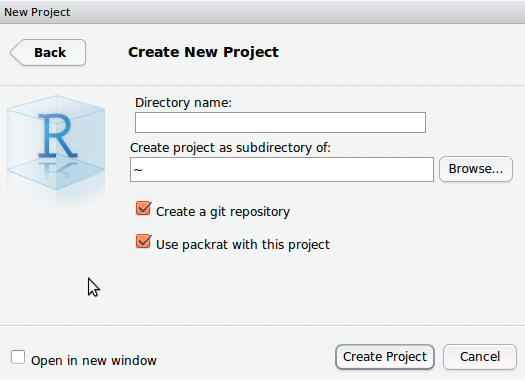 New Project
Back
Create New Project
R
Directory name:
Create project as subdirectory of:
~
Browse...
Create a git repository
Use packrat with this project
Open in new window
Create Project
Cancel